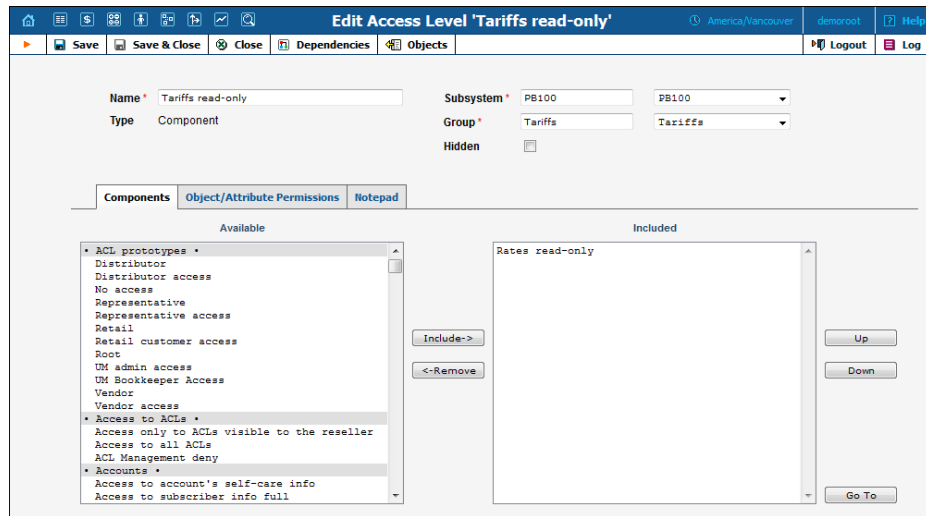 Edit Access Level 'Tariffs read-only' America/Vancouver demoroot Help
Save Save & Close Close Dependencies Objects Logout Log
Name * Tariffs read-only Subsystem * PB100 PB100
Type Component Group * Tariffs Tariffs
Hidden
Components Object/Attribute Permissions Notepad
Available Included
• ACL prototypes •
Distributor
Distributor access
No access
Representative
Representative access
Retail
Retail customer access
Root
UM admin access
UM Bookkeeper Access
Vendor
Vendor access
• Access to ACLs •
Access only to ACLs visible to the reseller
Access to all ACLs
ACL Management deny
• Accounts •
Access to account's self-care info
Access to subscriber info full
Include->
<-Remove
Rates read-only
Up
Down
Go To